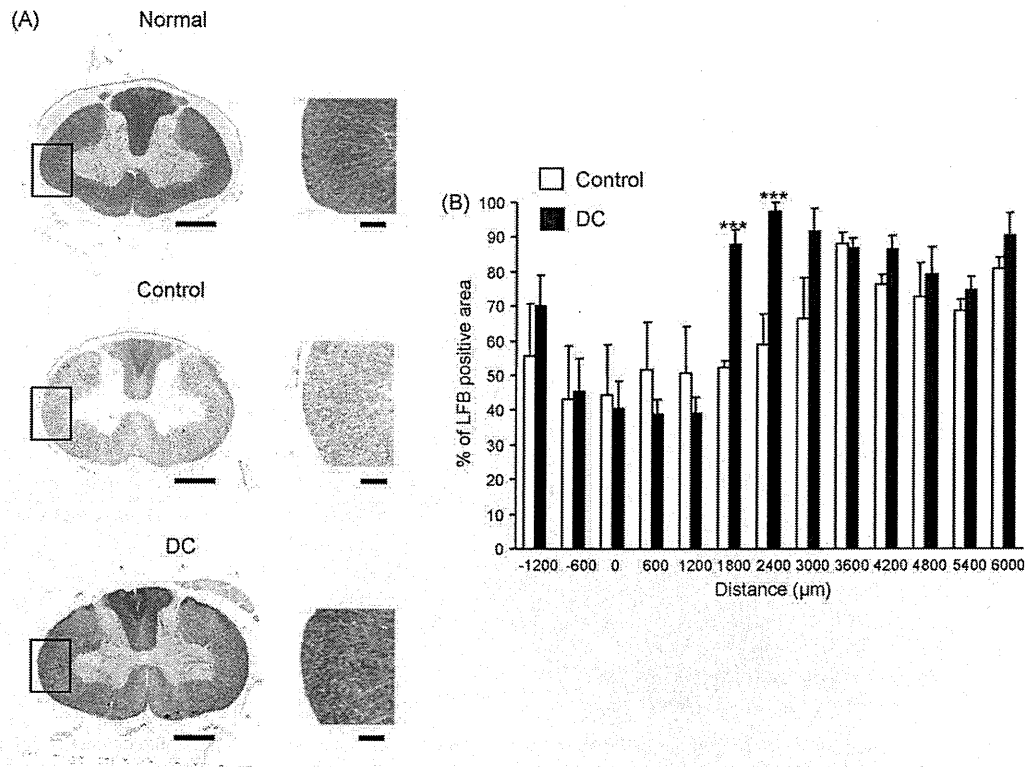 (A)
Normal
Control
DC
(B)
Control
DC
% of LFB positive area
100
90
80
70
60
50
40
30
20
10
0
***
***
-1200 -600 0 600 1200 1800 2400 3000 3600 4200 4800 5400 6000
Distance (µm)